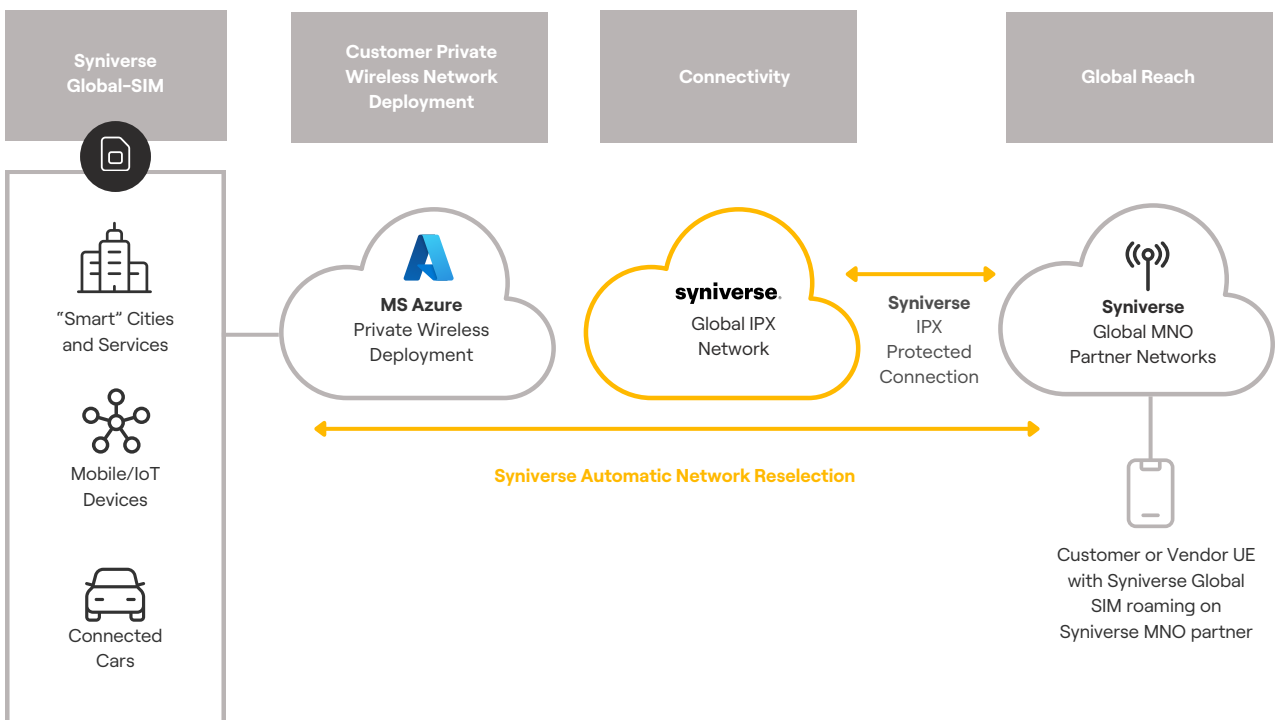 Syniverse
Global-SIM
Customer Private
Wireless Network
Deployment
Connectivity
Global Reach
“Smart” Cities
and Services
Mobile/IoT
Devices
Connected
Cars
MS Azure
Private Wireless
Deployment
syniverse.
Global IPX
Network
Syniverse
IPX
Protected
Connection
Syniverse
Global MNO
Partner Networks
Syniverse Automatic Network Reselection
Customer or Vendor UE
with Syniverse Global
SIM roaming on
Syniverse MNO partner